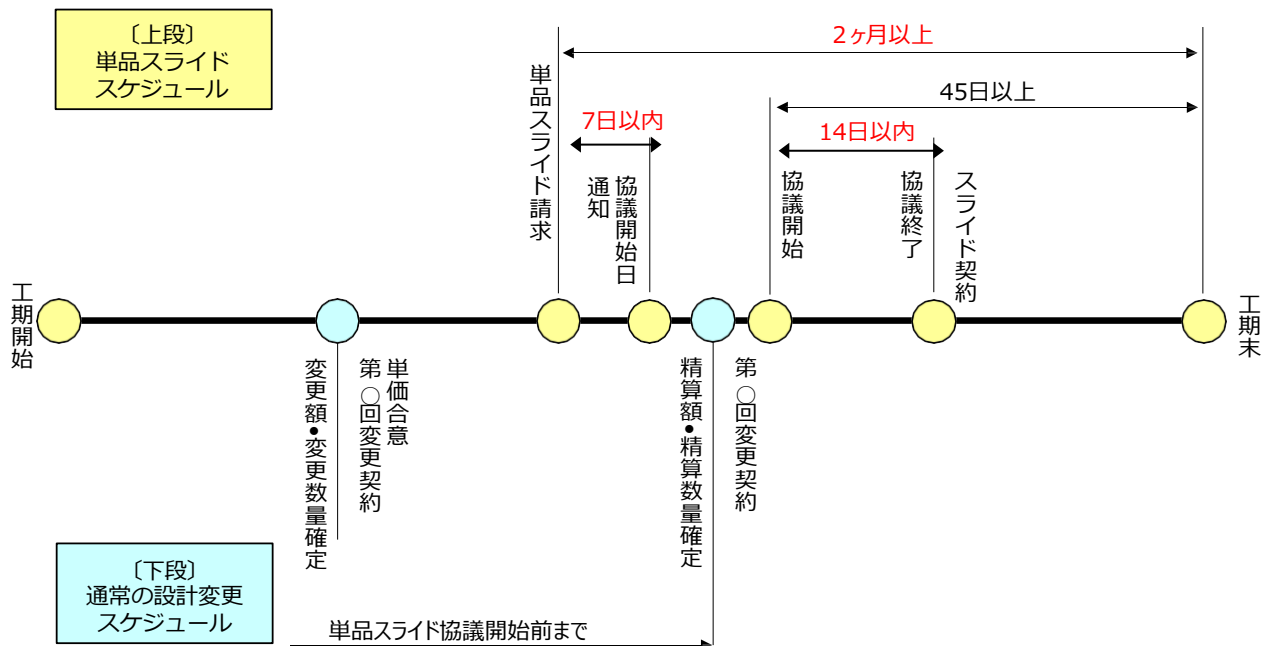 〔上段〕
単品スライド
スケジュール
2ヶ月以上
45日以上
7日以内
14日以内
単品スライド請求
協議開始日
通知
協議開始
協議終了
スライド契約
工期開始
工期末
単価合意
第○回変更契約
変更額・変更数量確定
第○回変更契約
精算額・精算数量確定
〔下段〕
通常の設計変更
スケジュール
単品スライド協議開始前まで